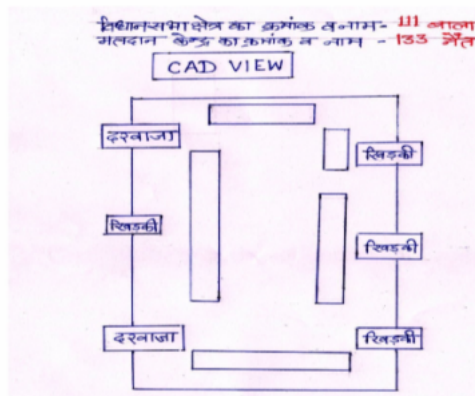 विधानसभा क्षेत्र का क्रमांक व नाम - 111 बाला
मतदान केन्द्र का क्रमांक व नाम - 133 मैंत
CAD VIEW
दरवाजा
खिड़की
खिड़की
खिड़की
दरवाजा
खिड़की